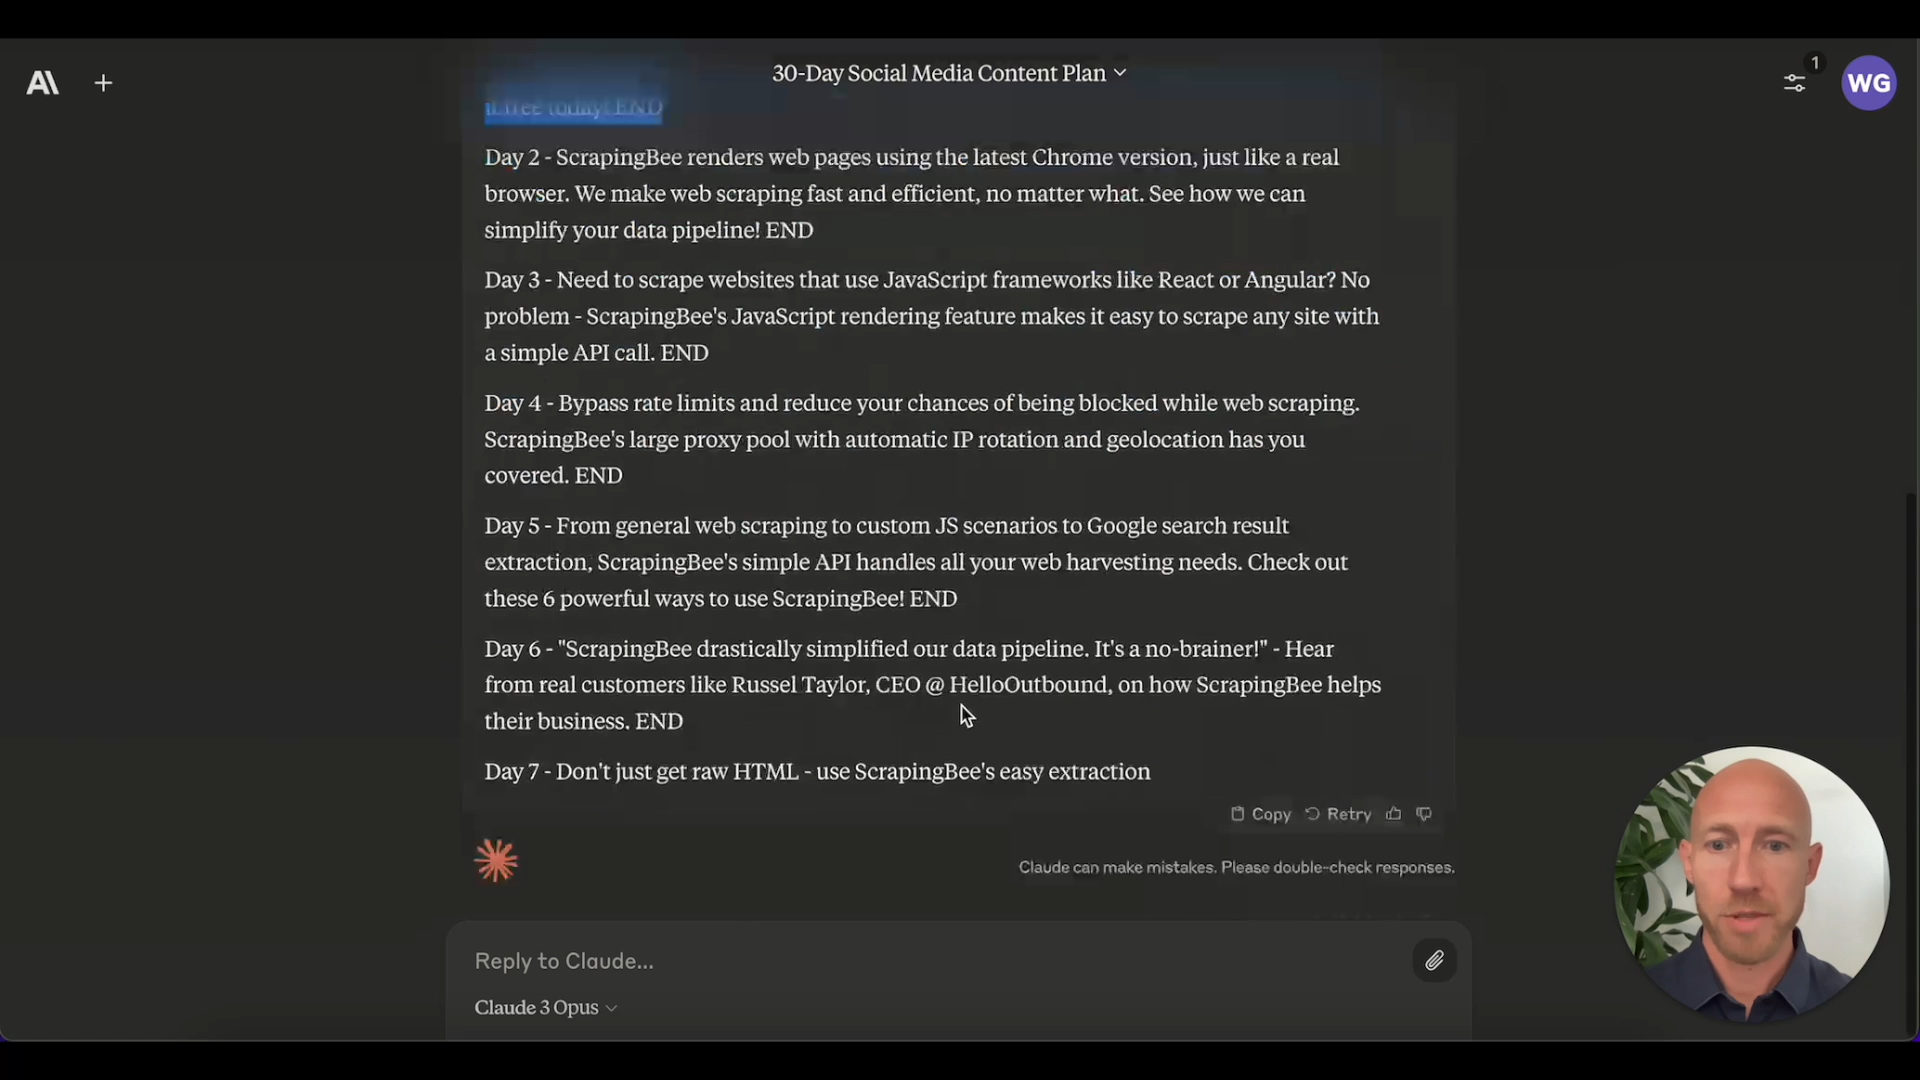 30-Day Social Media Content Plan
1
WG
it free today! END
Day 2 - ScrapingBee renders web pages using the latest Chrome version, just like a real
browser. We make web scraping fast and efficient, no matter what. See how we can
simplify your data pipeline! END
Day 3 - Need to scrape websites that use JavaScript frameworks like React or Angular? No
problem - ScrapingBee's JavaScript rendering feature makes it easy to scrape any site with
a simple API call. END
Day 4 - Bypass rate limits and reduce your chances of being blocked while web scraping.
ScrapingBee's large proxy pool with automatic IP rotation and geolocation has you
covered. END
Day 5 - From general web scraping to custom JS scenarios to Google search result
extraction, ScrapingBee's simple API handles all your web harvesting needs. Check out
these 6 powerful ways to use ScrapingBee! END
Day 6 - "ScrapingBee drastically simplified our data pipeline. It's a no-brainer!" - Hear
from real customers like Russel Taylor, CEO @ HelloOutbound, on how ScrapingBee helps
their business. END
Day 7 - Don't just get raw HTML - use ScrapingBee's easy extraction
Copy Retry
Claude can make mistakes. Please double-check responses.
Reply to Claude...
Claude 3 Opus